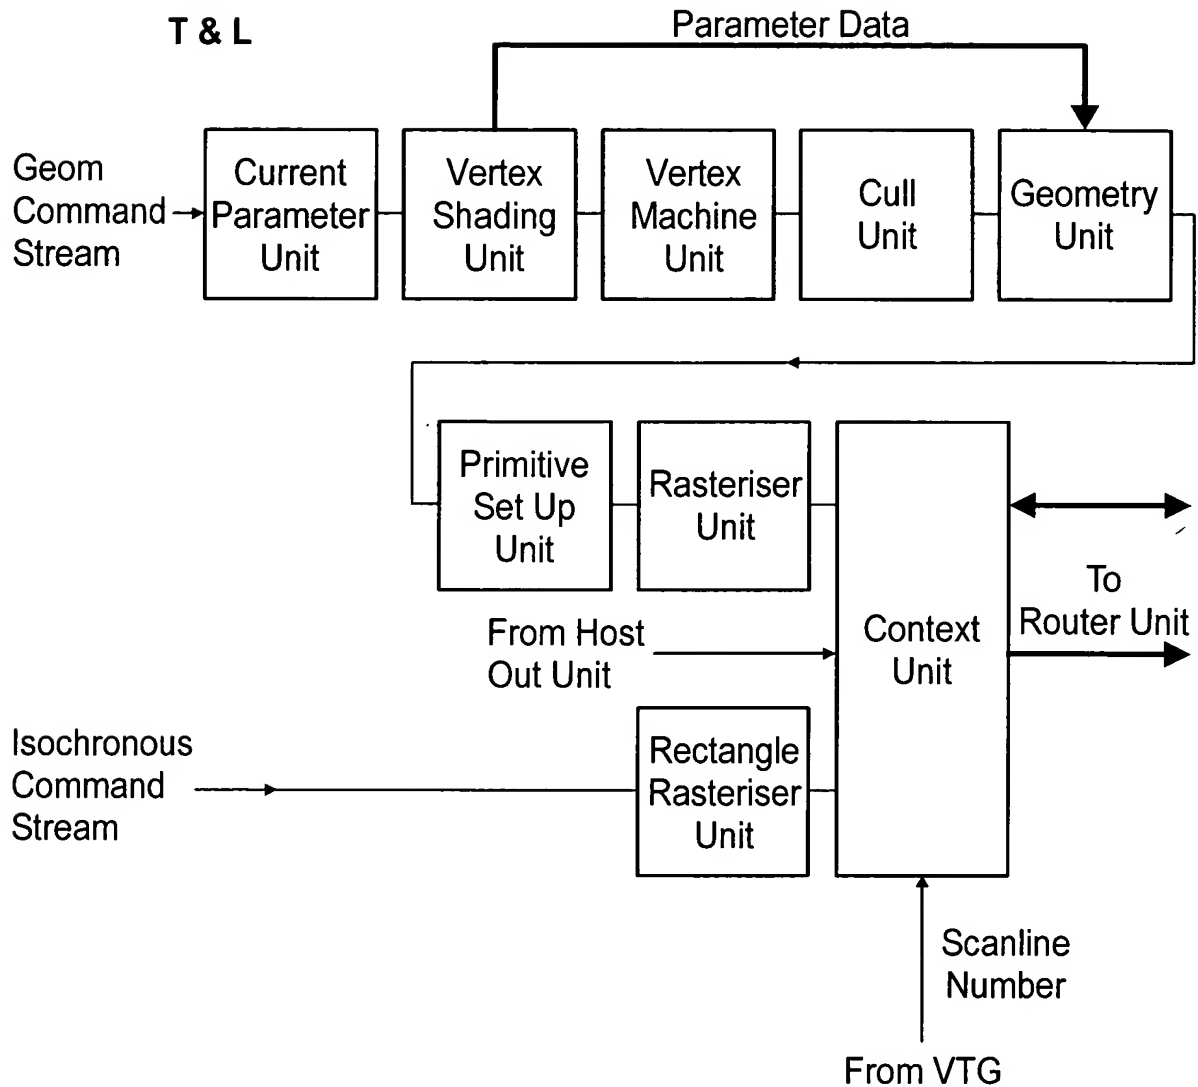 T & L
Parameter Data
Geom
Command
Stream
Current
Parameter
Unit
Vertex
Shading
Unit
Vertex
Machine
Unit
Cull
Unit
Geometry
Unit
Primitive
Set Up
Unit
Rasteriser
Unit
Context
Unit
To
Router Unit
From Host
Out Unit
Isochronous
Command
Stream
Rectangle
Rasteriser
Unit
Scanline
Number
From VTG